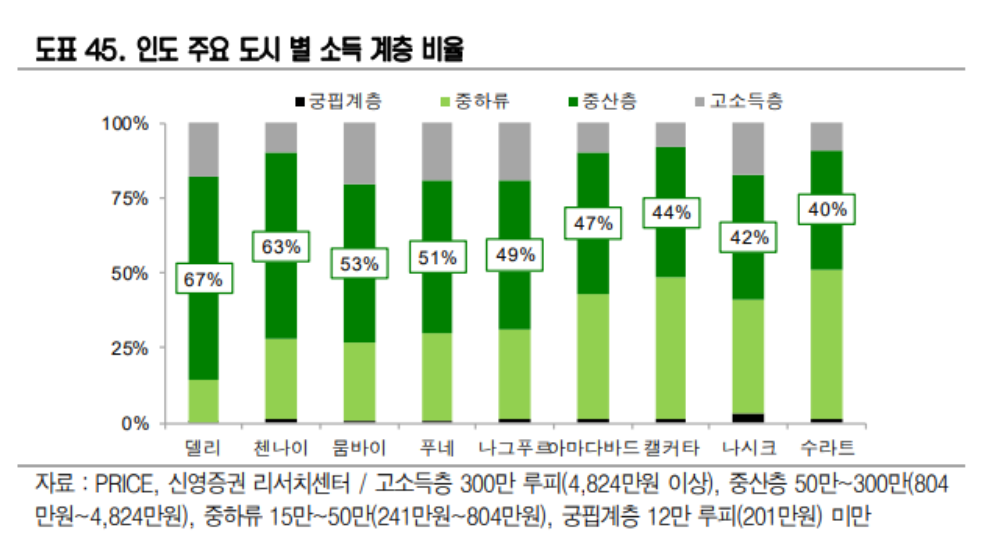 도표 45. 인도 주요 도시 별 소득 계층 비율
궁핍계층 중하류 중산층 고소득층
100%
75%
50%
25%
0%
67% 63% 53% 51% 49% 47% 44% 42% 40%
델리 첸나이 뭄바이 푸네 나그푸르 아마다바드 캘커타 나시크 수라트
자료 : PRICE, 신영증권 리서치센터 / 고소득층 300만 루피(4,824만원 이상), 중산층 50만~300만(804
만원~4,824만원), 중하류 15만~50만(241만원~804만원), 궁핍계층 12만 루피(201만원) 미만